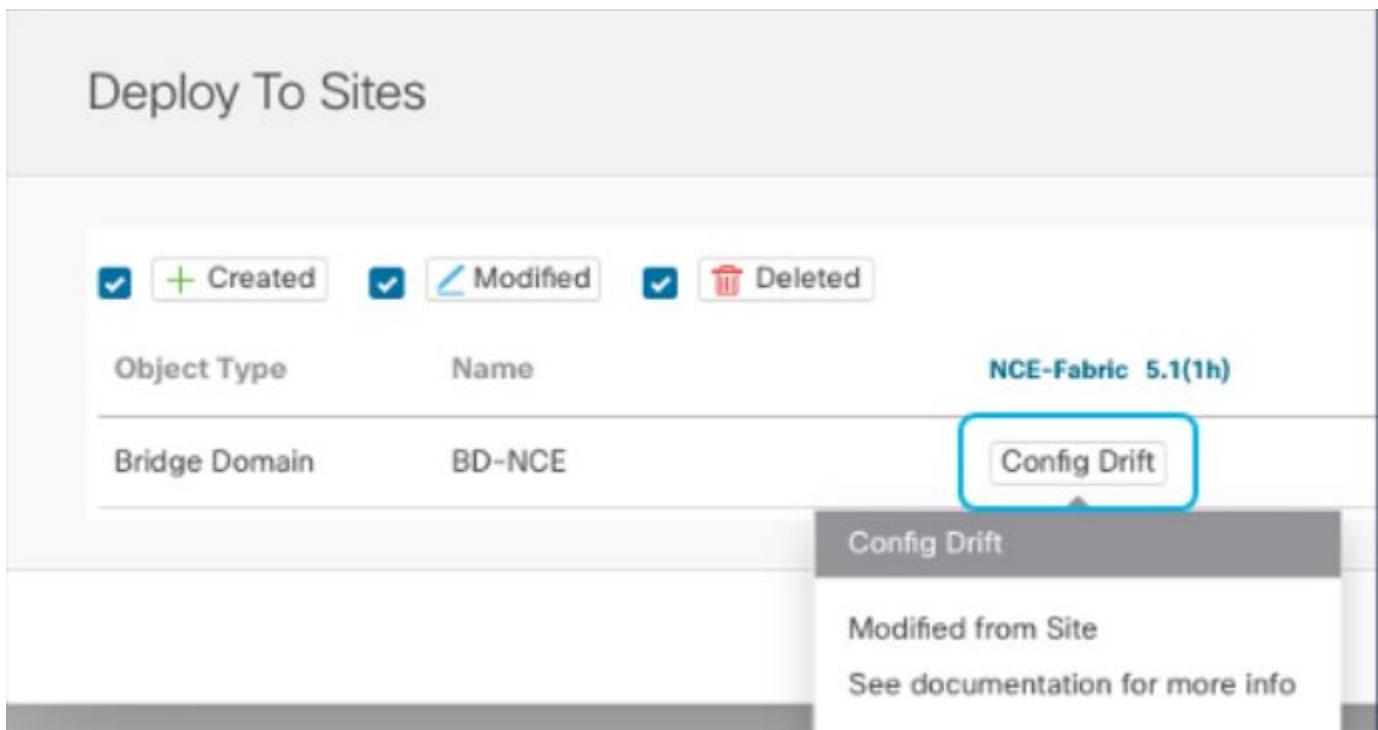 Deploy To Sites
Created Modified Deleted
Object Type Name NCE-Fabric 5.1(1h)
Bridge Domain BD-NCE Config Drift
Config Drift
Modified from Site
See documentation for more info